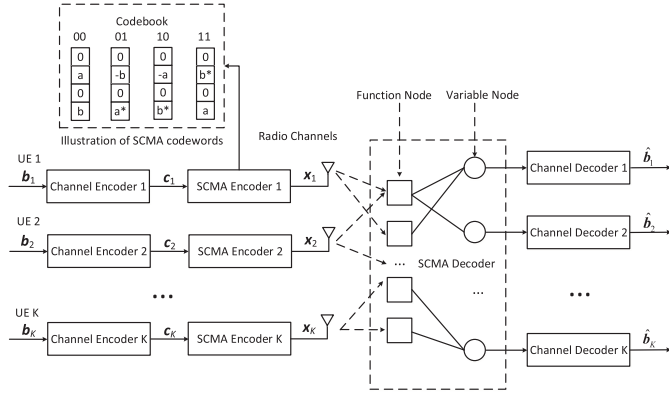 Codebook
00 01 10 11
0 0 0 0
a -b -a b*
0 0 0 0
b a* b* a
Illustration of SCMA codewords
Function Node Variable Node
Radio Channels
UE 1
b1 Channel Encoder 1 c1 SCMA Encoder 1 x1 Channel Decoder 1 b̂1
UE 2
b2 Channel Encoder 2 c2 SCMA Encoder 2 x2 Channel Decoder 2 b̂2
... SCMA Decoder
... ... ...
UE K
bK Channel Encoder K cK SCMA Encoder K xK Channel Decoder K b̂K